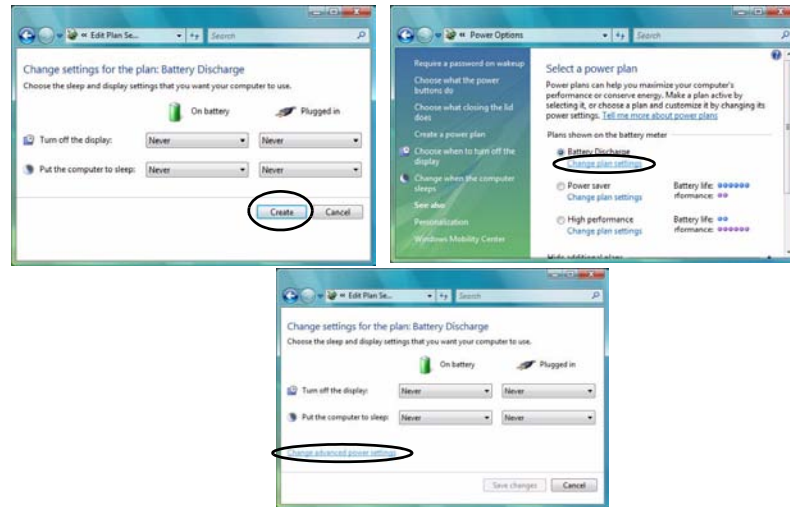 « Edit Plan Se...
Search
Change settings for the plan: Battery Discharge
Choose the sleep and display settings that you want your computer to use.
On battery
Plugged in
Turn off the display:
Never
Never
Put the computer to sleep:
Never
Never
Create
Cancel
« Power Options
Search
Require a password on wakeup
Choose what the power
buttons do
Choose what closing the lid
does
Create a power plan
Choose when to turn off the
display
Change when the computer
sleeps
See also
Personalization
Windows Mobility Center
Select a power plan
Power plans can help you maximize your computer's
performance or conserve energy. Make a plan active by
selecting it, or choose a plan and customize it by changing its
power settings. Tell me more about power plans
Plans shown on the battery meter
Battery Discharge
Change plan settings
Power saver
Battery life:
Change plan settings
rformance:
High performance
Battery life:
Change plan settings
rformance:
Hide additional plans
« Edit Plan Se...
Search
Change settings for the plan: Battery Discharge
Choose the sleep and display settings that you want your computer to use.
On battery
Plugged in
Turn off the display:
Never
Never
Put the computer to sleep:
Never
Never
Change advanced power settings
Save changes
Cancel